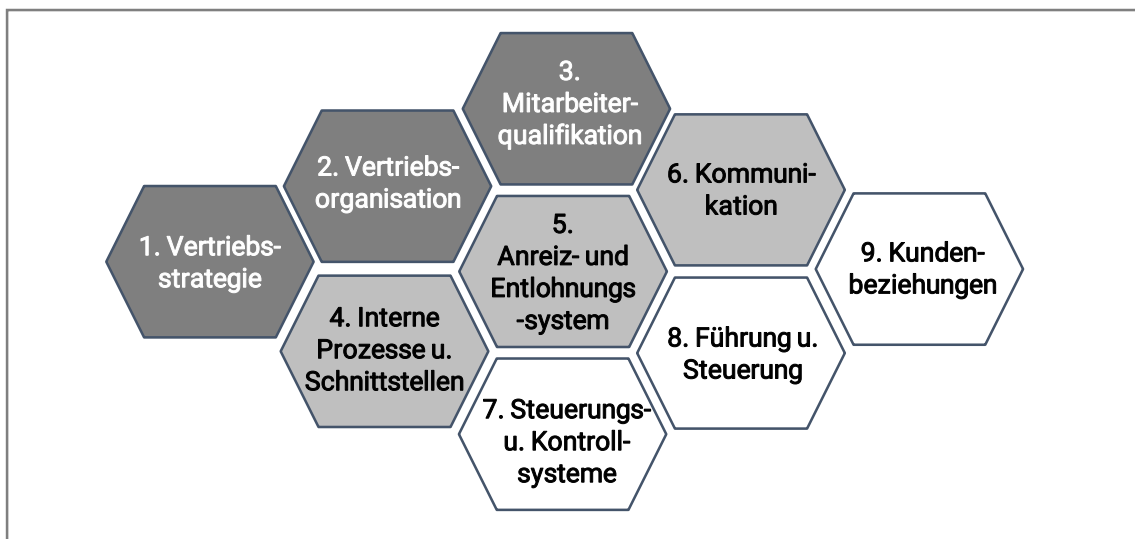 1. Vertriebs-
strategie
2. Vertriebs-
organisation
3.
Mitarbeiter-
qualifikation
4. Interne
Prozesse u.
Schnittstellen
5.
Anreiz- und
Entlohnungs
-system
6. Kommuni-
kation
7. Steuerungs-
u. Kontroll-
systeme
8. Führung u.
Steuerung
9. Kunden-
beziehungen